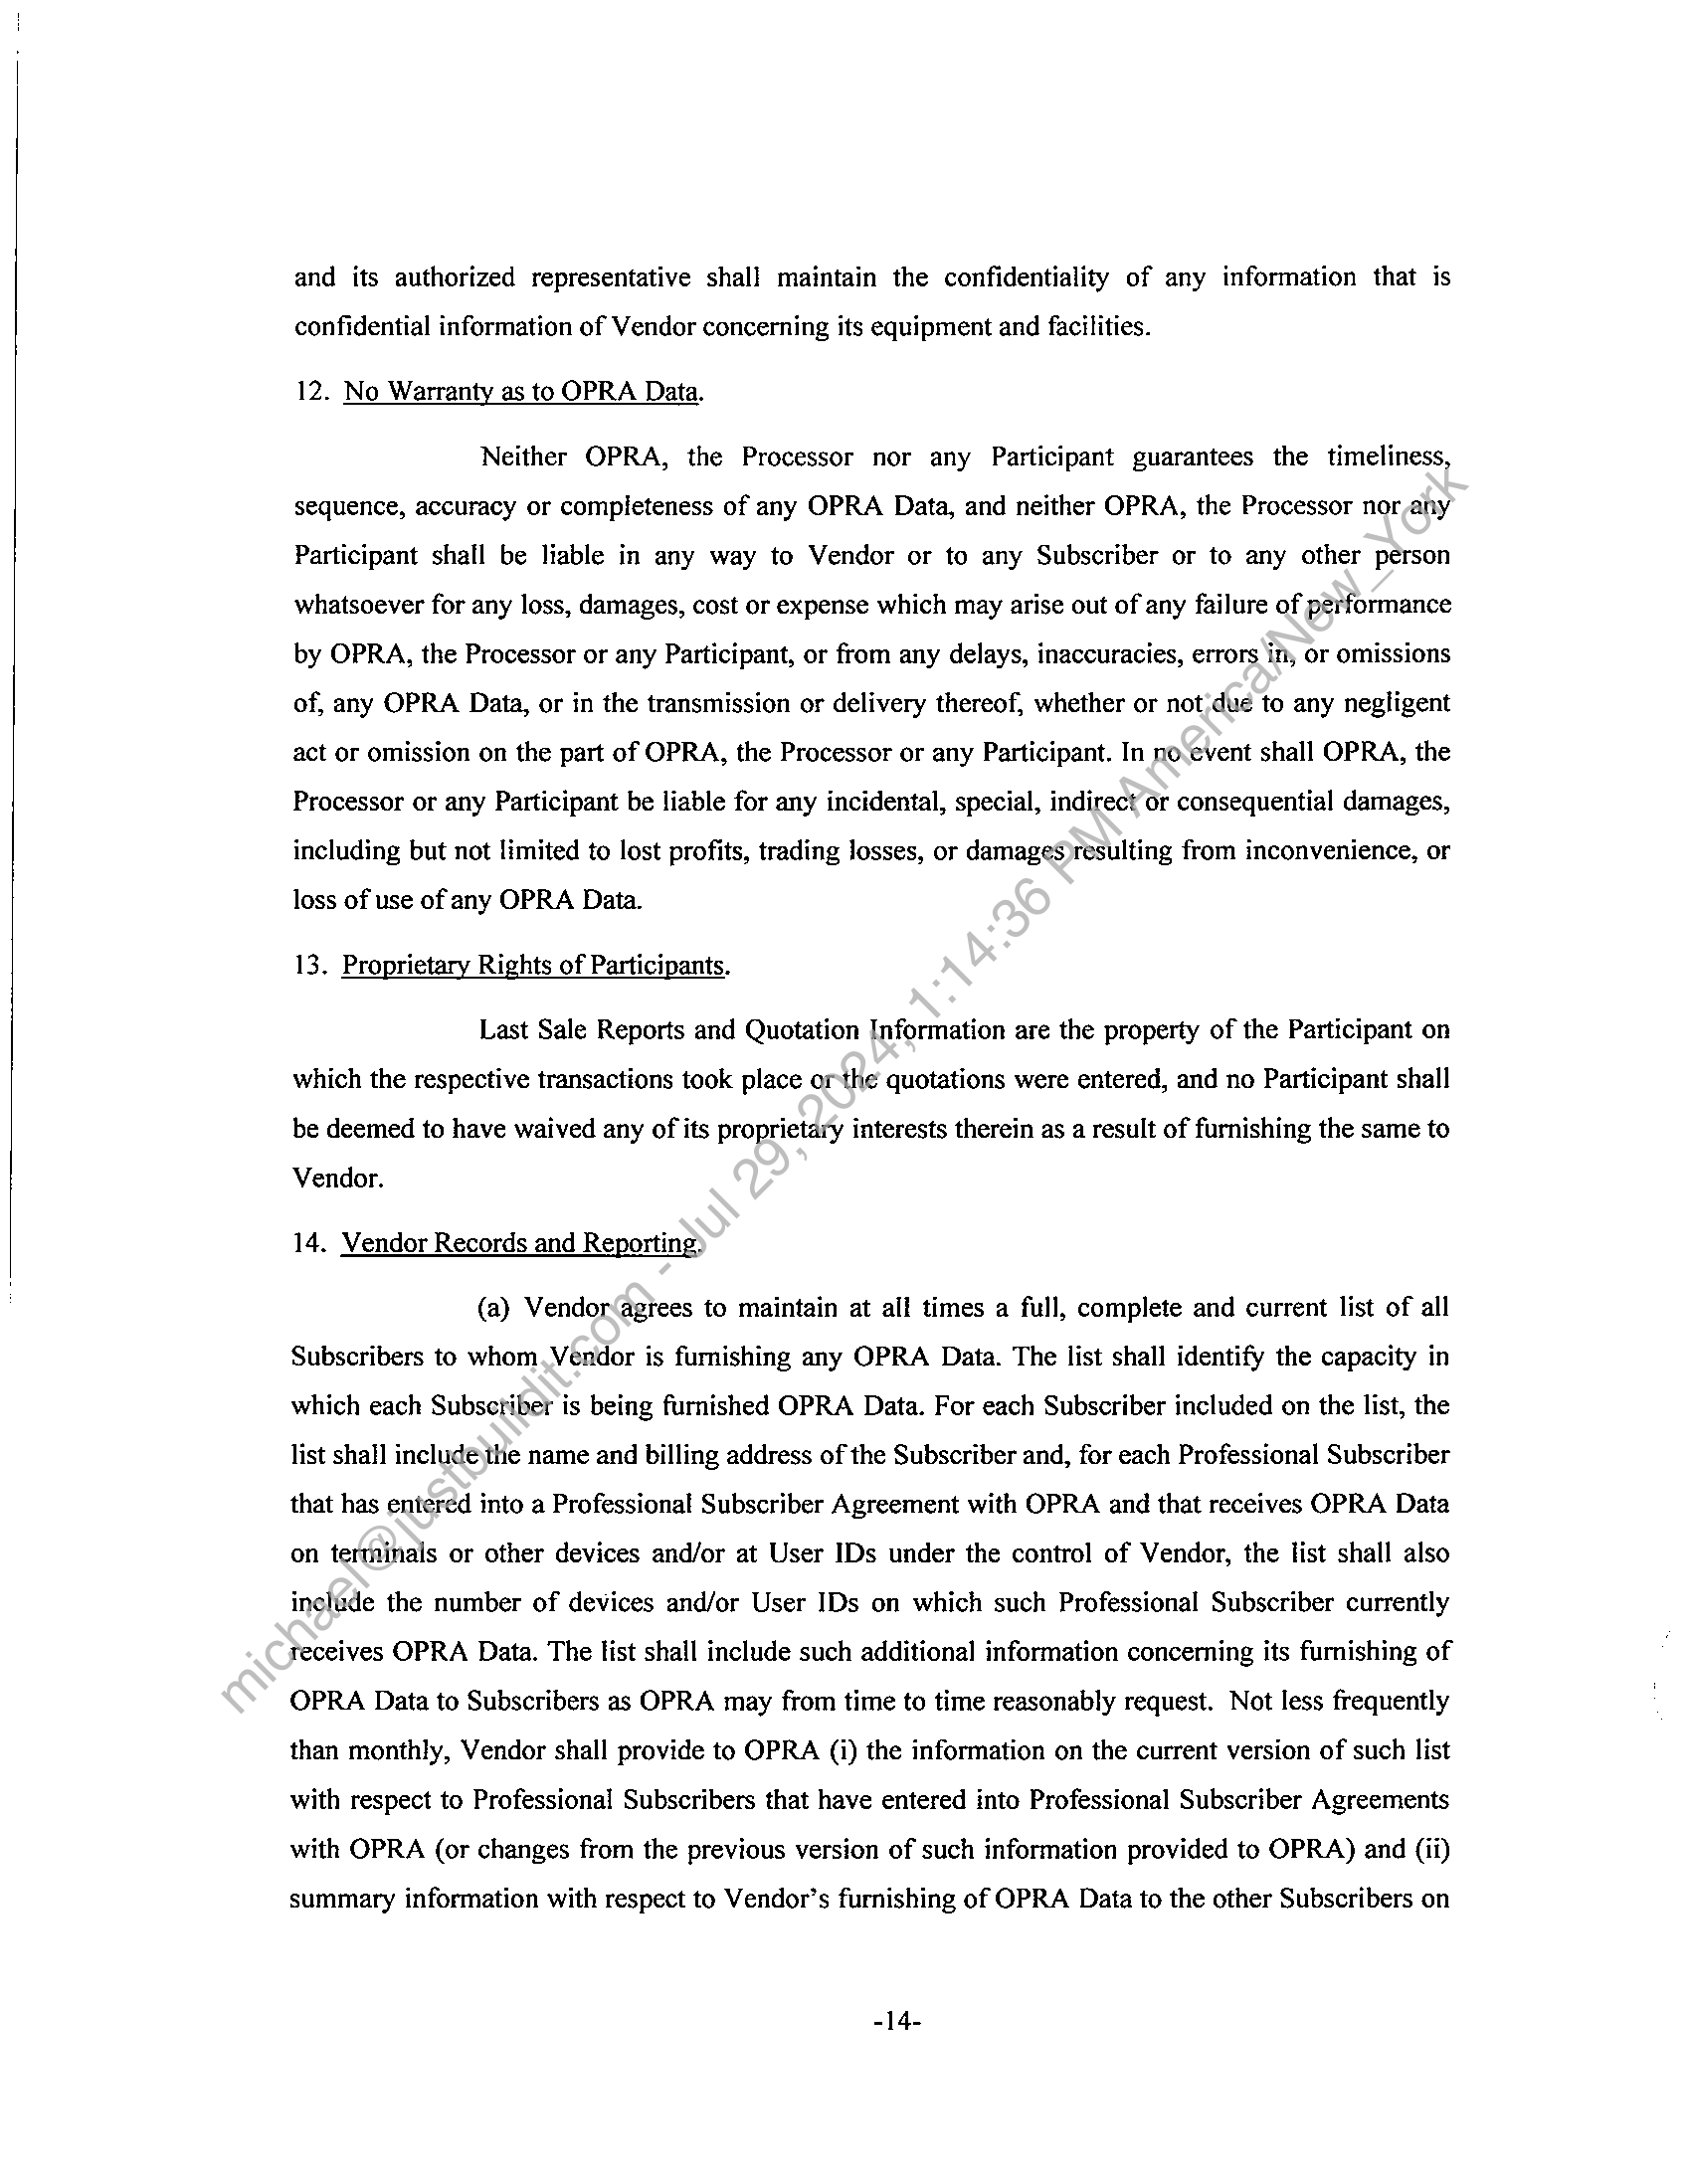 and its authorized representative shall maintain the confidentiality of any information that is
confidential information of Vendor concerning its equipment and facilities.
12. No Warranty as to OPRA Data.
Neither OPRA, the Processor nor any Participant guarantees the timeliness,
sequence, accuracy or completeness of any OPRA Data, and neither OPRA, the Processor nor any
Participant shall be liable in any way to Vendor or to any Subscriber or to any other person
whatsoever for any loss, damages, cost or expense which may arise out of any failure of performance
by OPRA, the Processor or any Participant, or from any delays, inaccuracies, errors in, or omissions
of, any OPRA Data, or in the transmission or delivery thereof, whether or not due to any negligent
act or omission on the part of OPRA, the Processor or any Participant. In no event shall OPRA, the
Processor or any Participant be liable for any incidental, special, indirect or consequential damages,
including but not limited to lost profits, trading losses, or damages resulting from inconvenience, or
loss of use of any OPRA Data.
13. Proprietary Rights of Participants.
Last Sale Reports and Quotation Information are the property of the Participant on
which the respective transactions took place or the quotations were entered, and no Participant shall
be deemed to have waived any of its proprietary interests therein as a result of furnishing the same to
Vendor.
14. Vendor Records and Reporting.
(a) Vendor agrees to maintain at all times a full, complete and current list of all
Subscribers to whom Vendor is furnishing any OPRA Data. The list shall identify the capacity in
which each Subscriber is being furnished OPRA Data. For each Subscriber included on the list, the
list shall include the name and billing address of the Subscriber and, for each Professional Subscriber
that has entered into a Professional Subscriber Agreement with OPRA and that receives OPRA Data
on terminals or other devices and/or at User IDs under the control of Vendor, the list shall also
include the number of devices and/or User IDs on which such Professional Subscriber currently
receives OPRA Data. The list shall include such additional information concerning its furnishing of
OPRA Data to Subscribers as OPRA may from time to time reasonably request. Not less frequently
than monthly, Vendor shall provide to OPRA (i) the information on the current version of such list
with respect to Professional Subscribers that have entered into Professional Subscriber Agreements
with OPRA (or changes from the previous version of such information provided to OPRA) and (ii)
summary information with respect to Vendor's furnishing of OPRA Data to the other Subscribers on
-14-
michael@justbuildit.com - Jul 29, 2024, 1:14:36 PM America/New_York